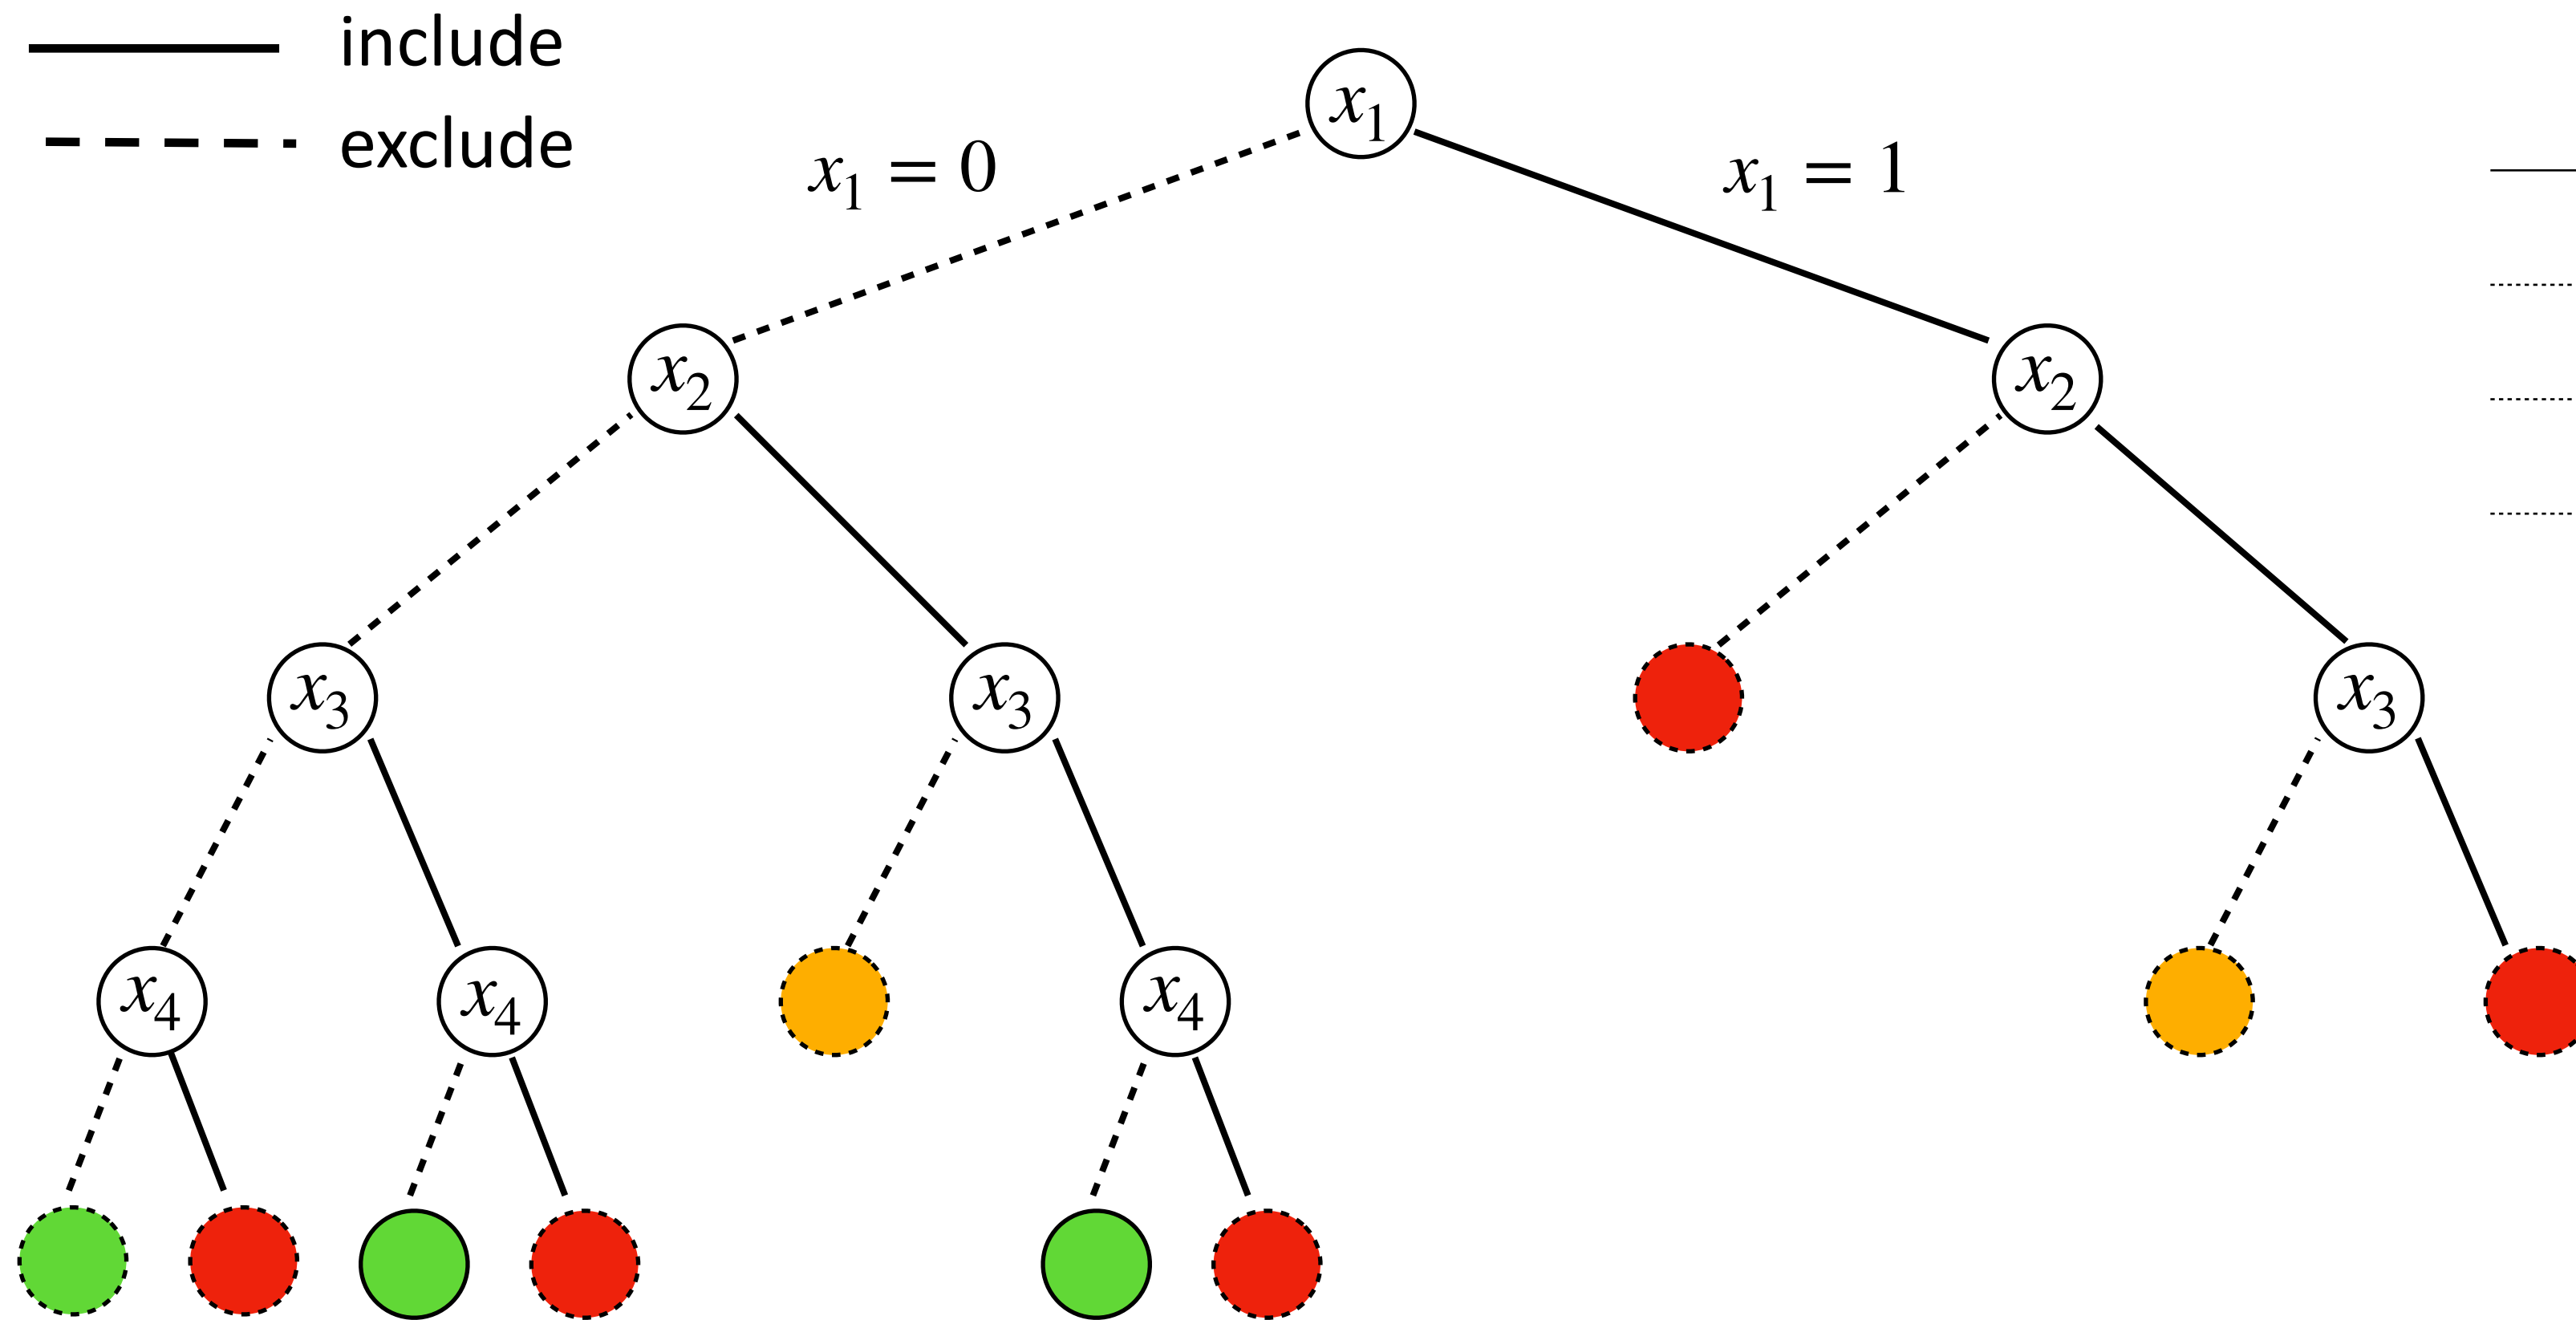 include
exclude
x₁
x₁ = 0
x₁ = 1
x₂
x₂
x₃
x₃
x₃
x₄
x₄
x₄